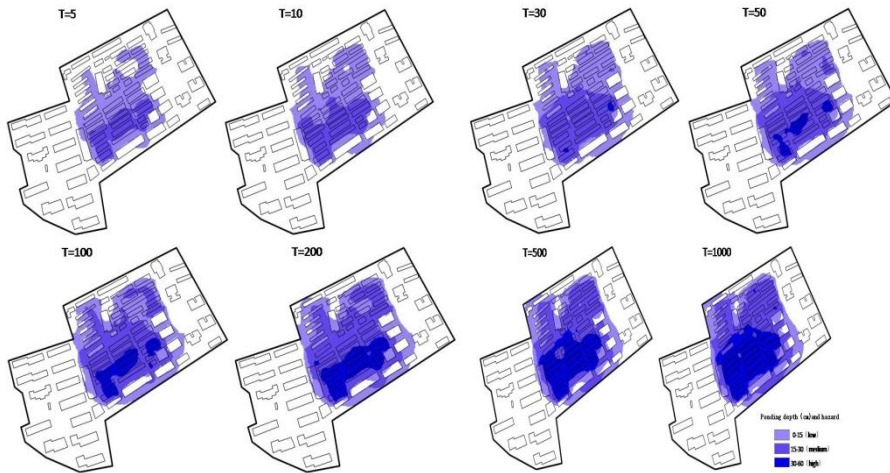 T=5
T=10
T=30
T=50
T=100
T=200
T=500
T=1000
Ponding depth (cm)and hazard
0-15 (low)
15-30 (medium)
30-60 (high)